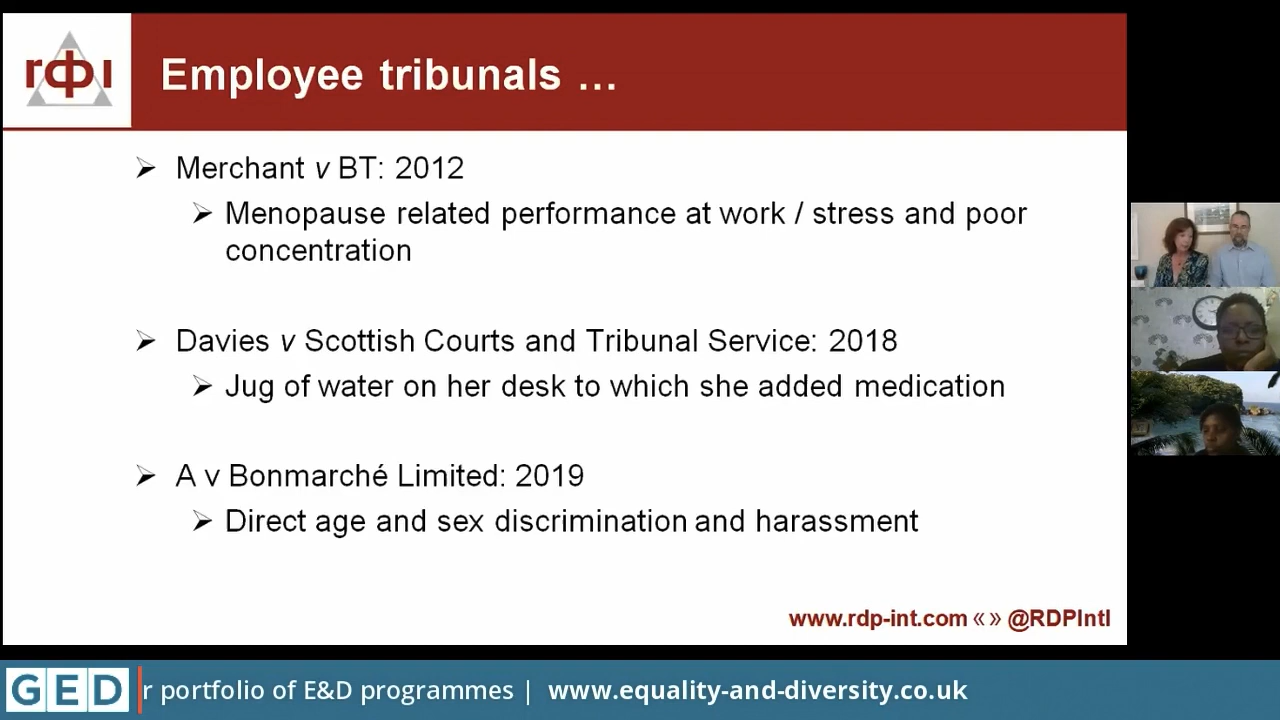 rφι
Employee tribunals …
Merchant v BT: 2012
Menopause related performance at work / stress and poor
concentration
Davies v Scottish Courts and Tribunal Service: 2018
Jug of water on her desk to which she added medication
A v Bonmarché Limited: 2019
Direct age and sex discrimination and harassment
www.rdp-int.com «» @RDPIntl
GED r portfolio of E&D programmes | www.equality-and-diversity.co.uk